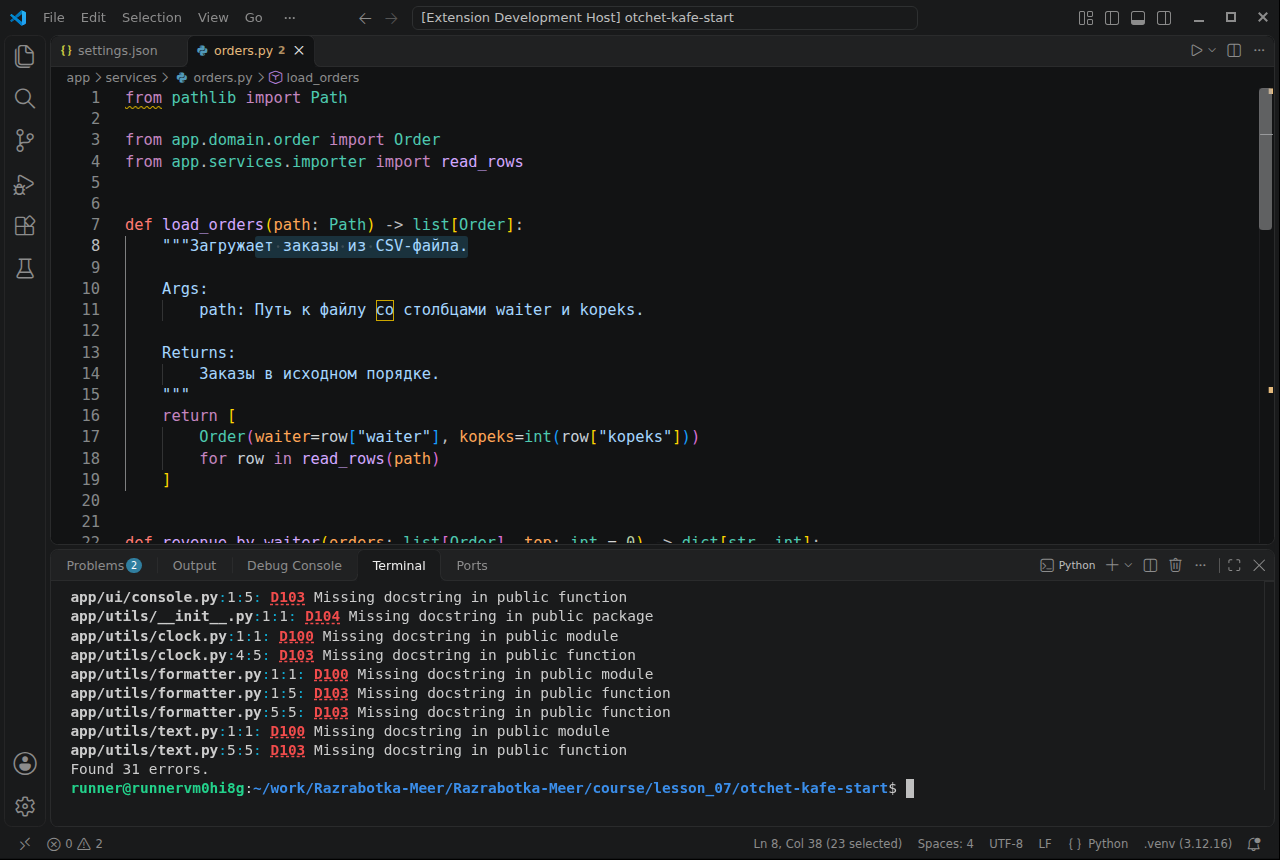 File Edit Selection View Go ··· [Extension Development Host] otchet-kafe-start
{} settings.json orders.py 2
app > services > orders.py > load_orders
1 from pathlib import Path
2
3 from app.domain.order import Order
4 from app.services.importer import read_rows
5
6
7 def load_orders(path: Path) -> list[Order]:
8 """Загружает заказы из CSV-файла.
9
10 Args:
11 path: Путь к файлу со столбцами waiter и kopeks.
12
13 Returns:
14 Заказы в исходном порядке.
15 """
16 return [
17 Order(waiter=row["waiter"], kopeks=int(row["kopeks"]))
18 for row in read_rows(path)
19 ]
20
21
22 def revenue_by_waiter(orders: list[Order], top: int = 0) -> dict[str, int]:
Problems 2 Output Debug Console Terminal Ports Python
app/ui/console.py:1:5: D103 Missing docstring in public function
app/utils/__init__.py:1:1: D104 Missing docstring in public package
app/utils/clock.py:1:1: D100 Missing docstring in public module
app/utils/clock.py:4:5: D103 Missing docstring in public function
app/utils/formatter.py:1:1: D100 Missing docstring in public module
app/utils/formatter.py:1:5: D103 Missing docstring in public function
app/utils/formatter.py:5:5: D103 Missing docstring in public function
app/utils/text.py:1:1: D100 Missing docstring in public module
app/utils/text.py:5:5: D103 Missing docstring in public function
Found 31 errors.
runner@runnervm0hi8g:~/work/Razrabotka-Meer/Razrabotka-Meer/course/lesson_07/otchet-kafe-start$
0 2 Ln 8, Col 38 (23 selected) Spaces: 4 UTF-8 LF {} Python .venv (3.12.16)